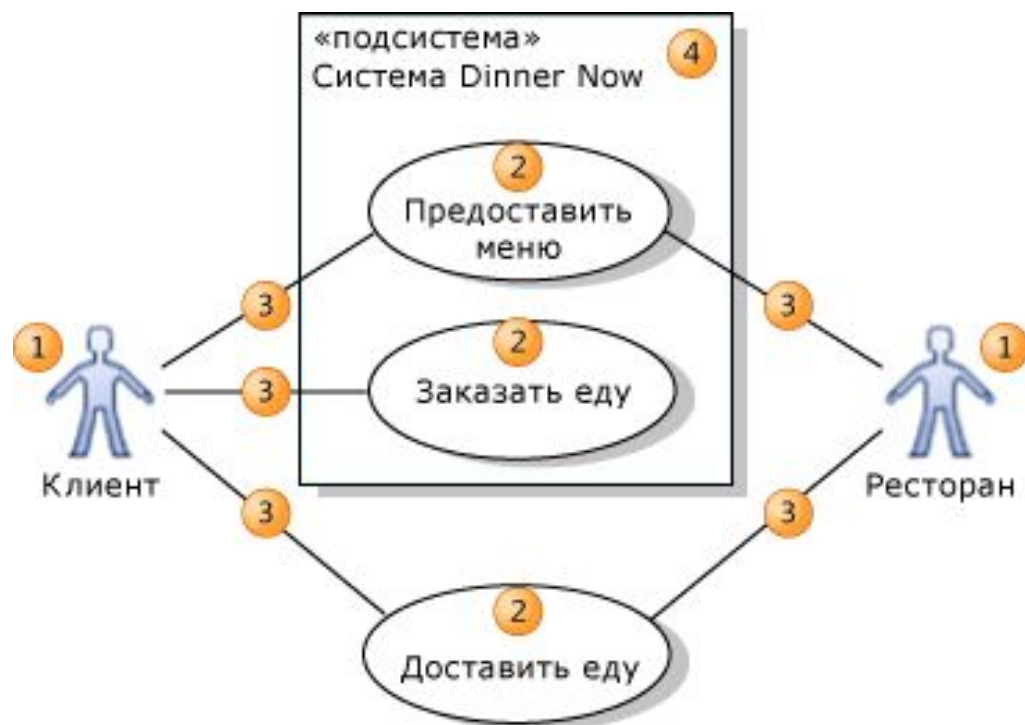 «подсистема»
4
Система Dinner Now
2
Предоставить
меню
3
3
1
2
1
3
Заказать еду
Клиент
Ресторан
3
3
2
Доставить еду